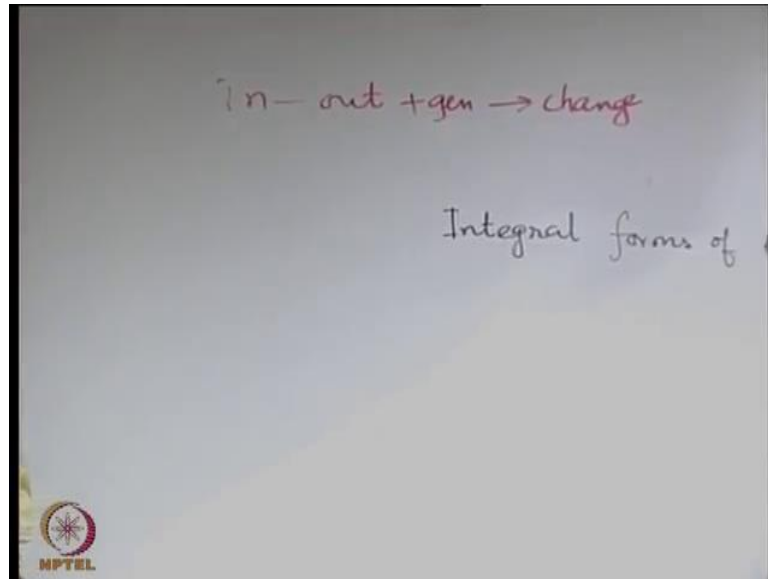 In - out + gen → change
Integral forms of
NPTEL